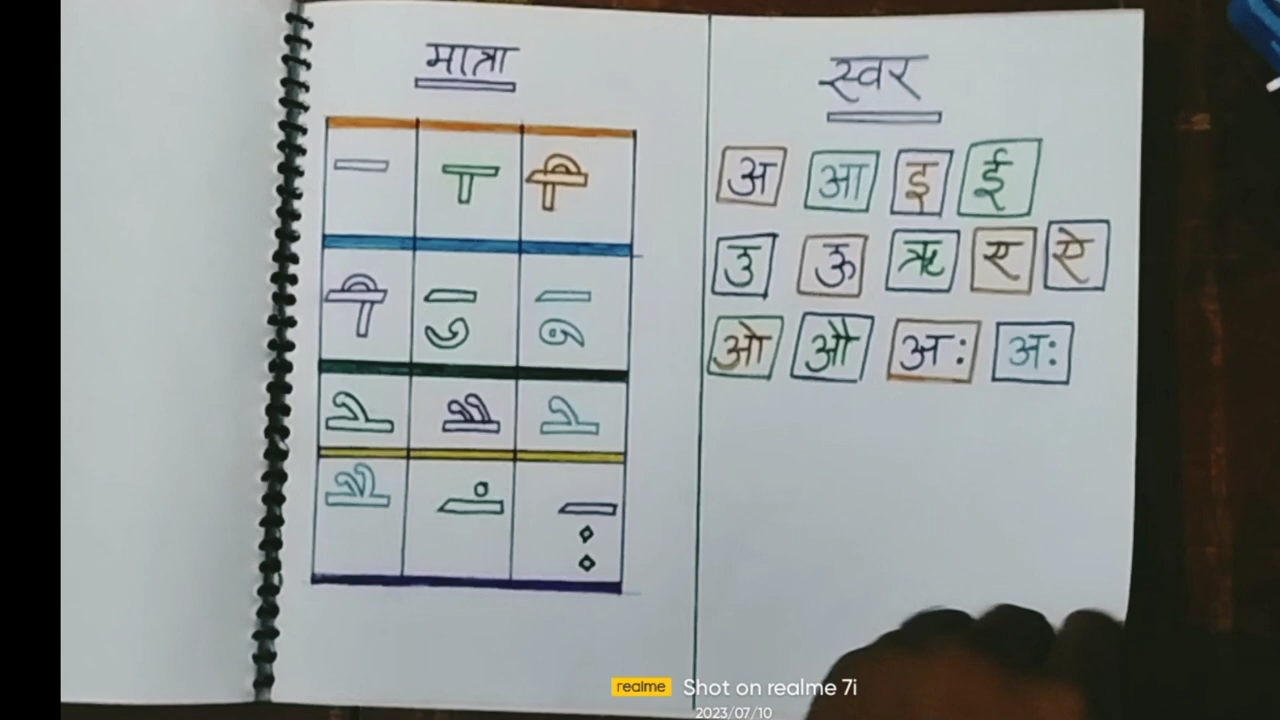 मात्रा
स्वर
अ आ इ ई
उ ऊ ऋ ए ऐ
ओ औ अः अः
realme Shot on realme 7i
2023/07/10